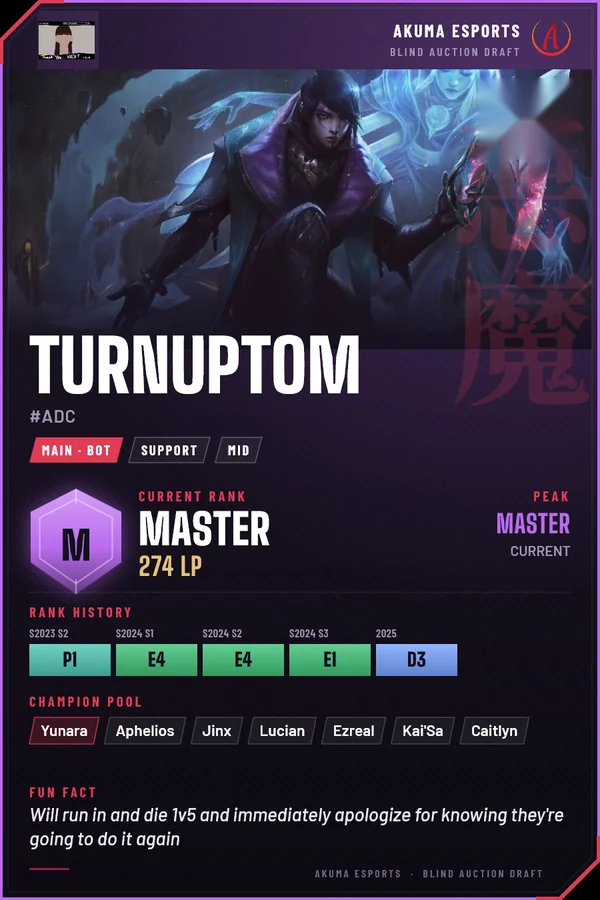 AKUMA ESPORTS
BLIND AUCTION DRAFT
悪
魔
TURNUPTOM
#ADC
MAIN · BOT
SUPPORT
MID
M
CURRENT RANK
MASTER
274 LP
PEAK
MASTER
CURRENT
RANK HISTORY
S2023 S2
S2024 S1
S2024 S2
S2024 S3
2025
P1
E4
E4
E1
D3
CHAMPION POOL
Yunara
Aphelios
Jinx
Lucian
Ezreal
Kai'Sa
Caitlyn
FUN FACT
Will run in and die 1v5 and immediately apologize for knowing they're
going to do it again
AKUMA ESPORTS · BLIND AUCTION DRAFT